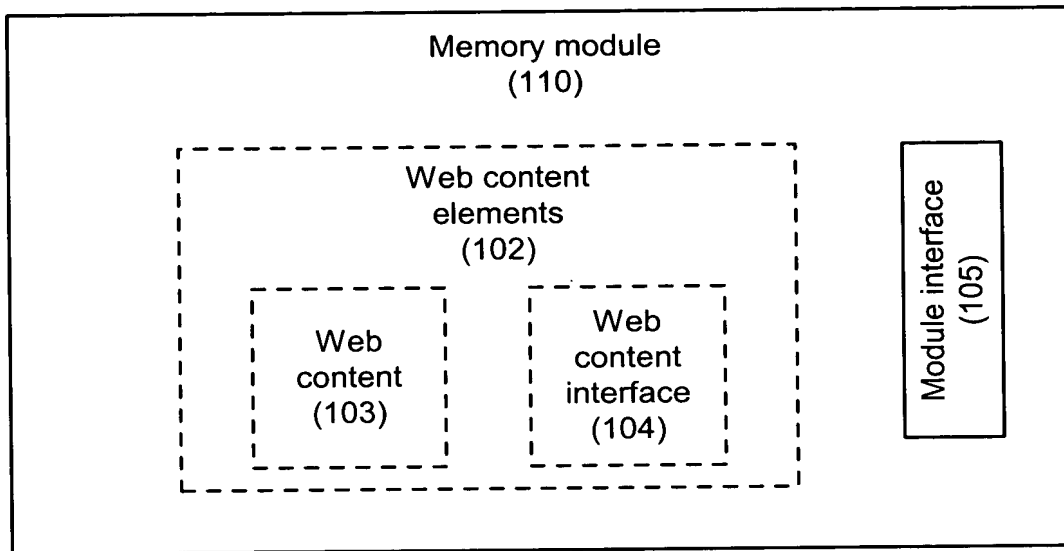 Memory module
(110)
Web content
elements
(102)
Web
content
(103)
Web
content
interface
(104)
Module interface
(105)